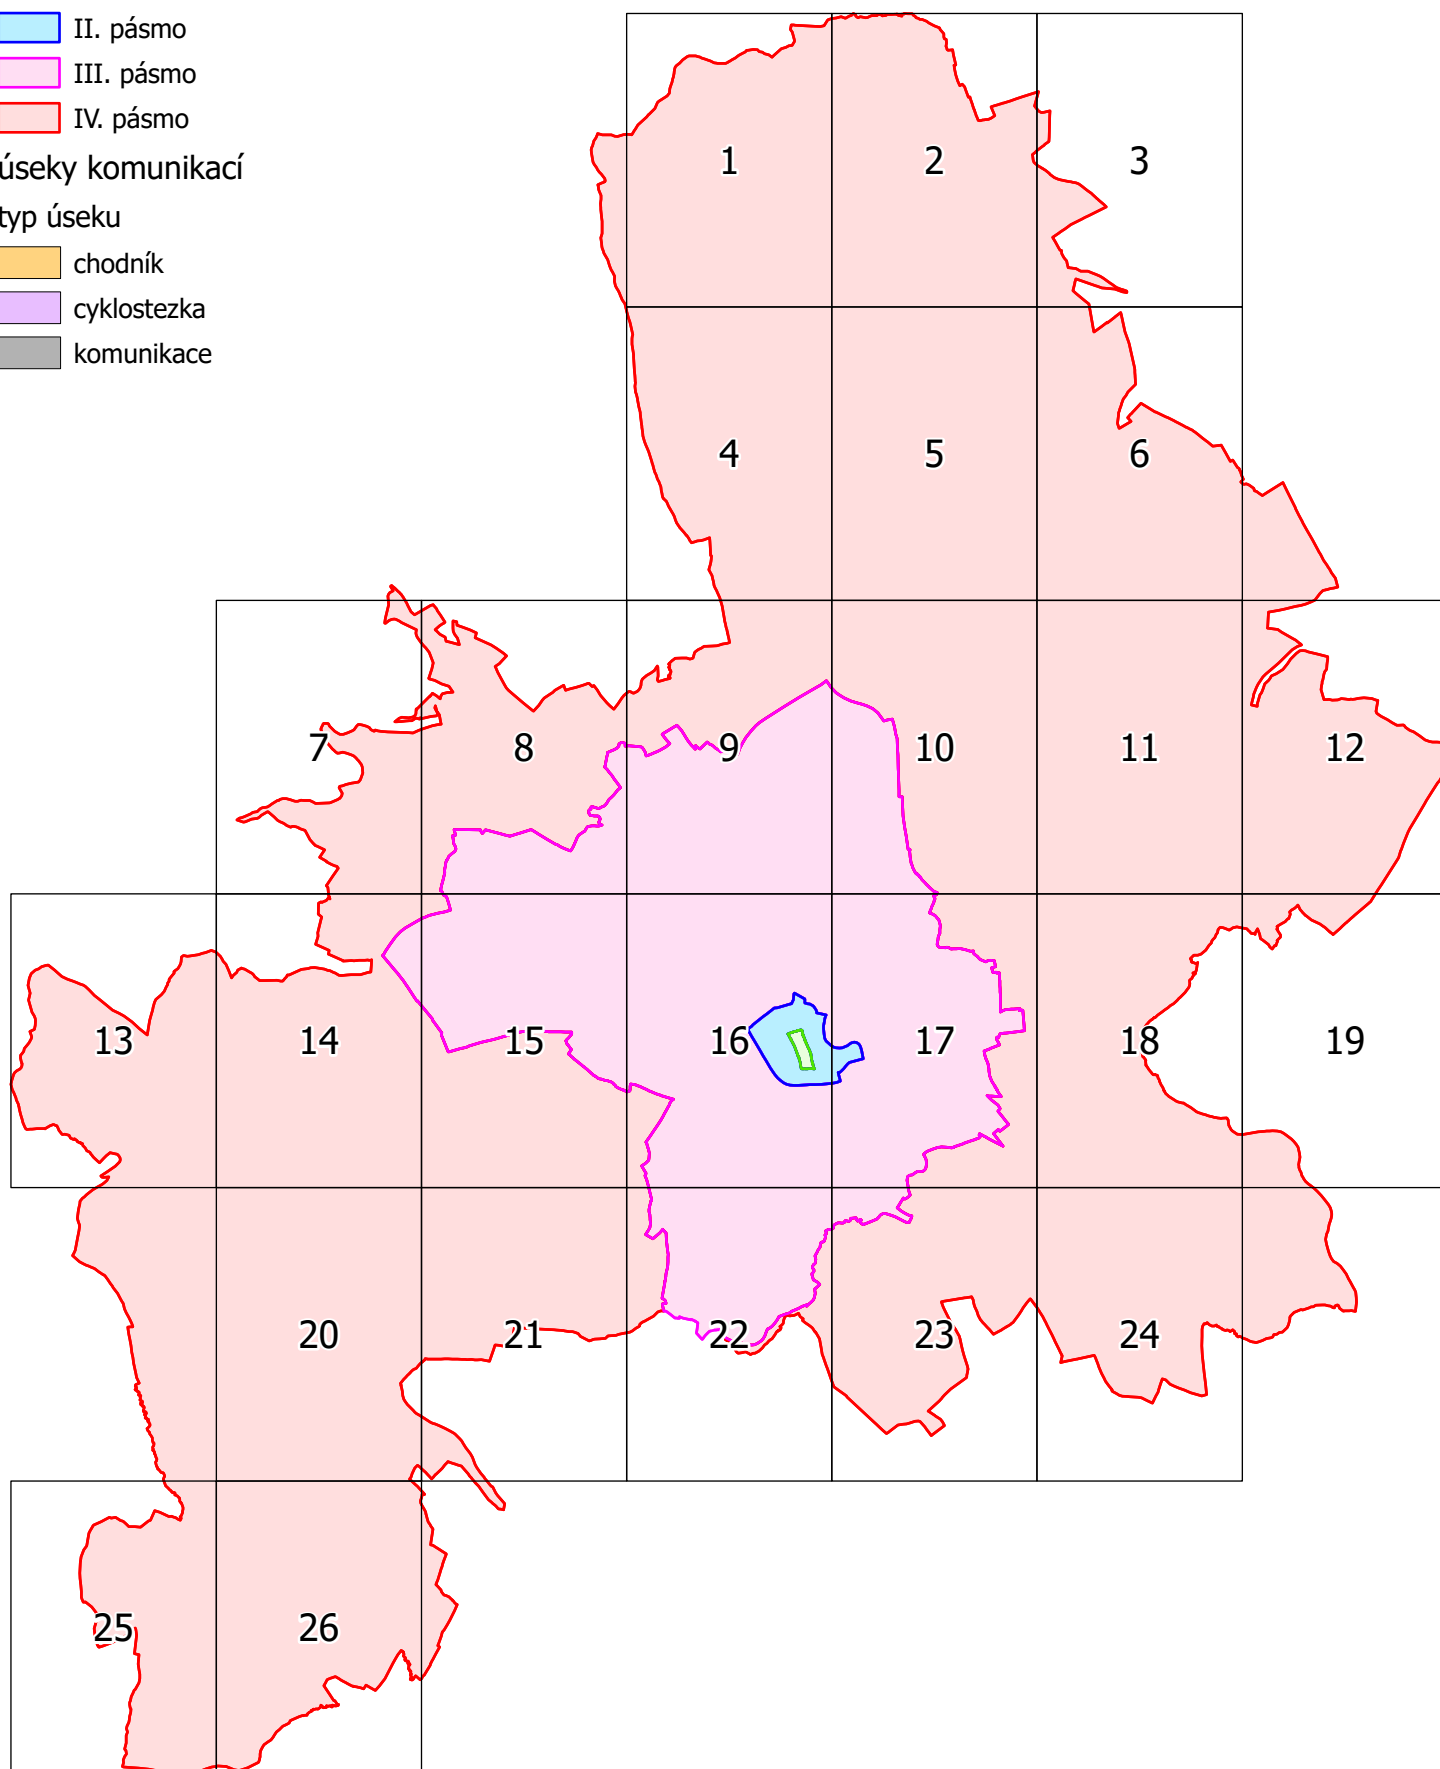 II. pásmo
III. pásmo
IV. pásmo
úseky komunikací
typ úseku
chodník
cyklostezka
komunikace
1 2 3
4 5 6
7 8 9 10 11 12
13 14 15 16 17 18 19
20 21 22 23 24
25 26